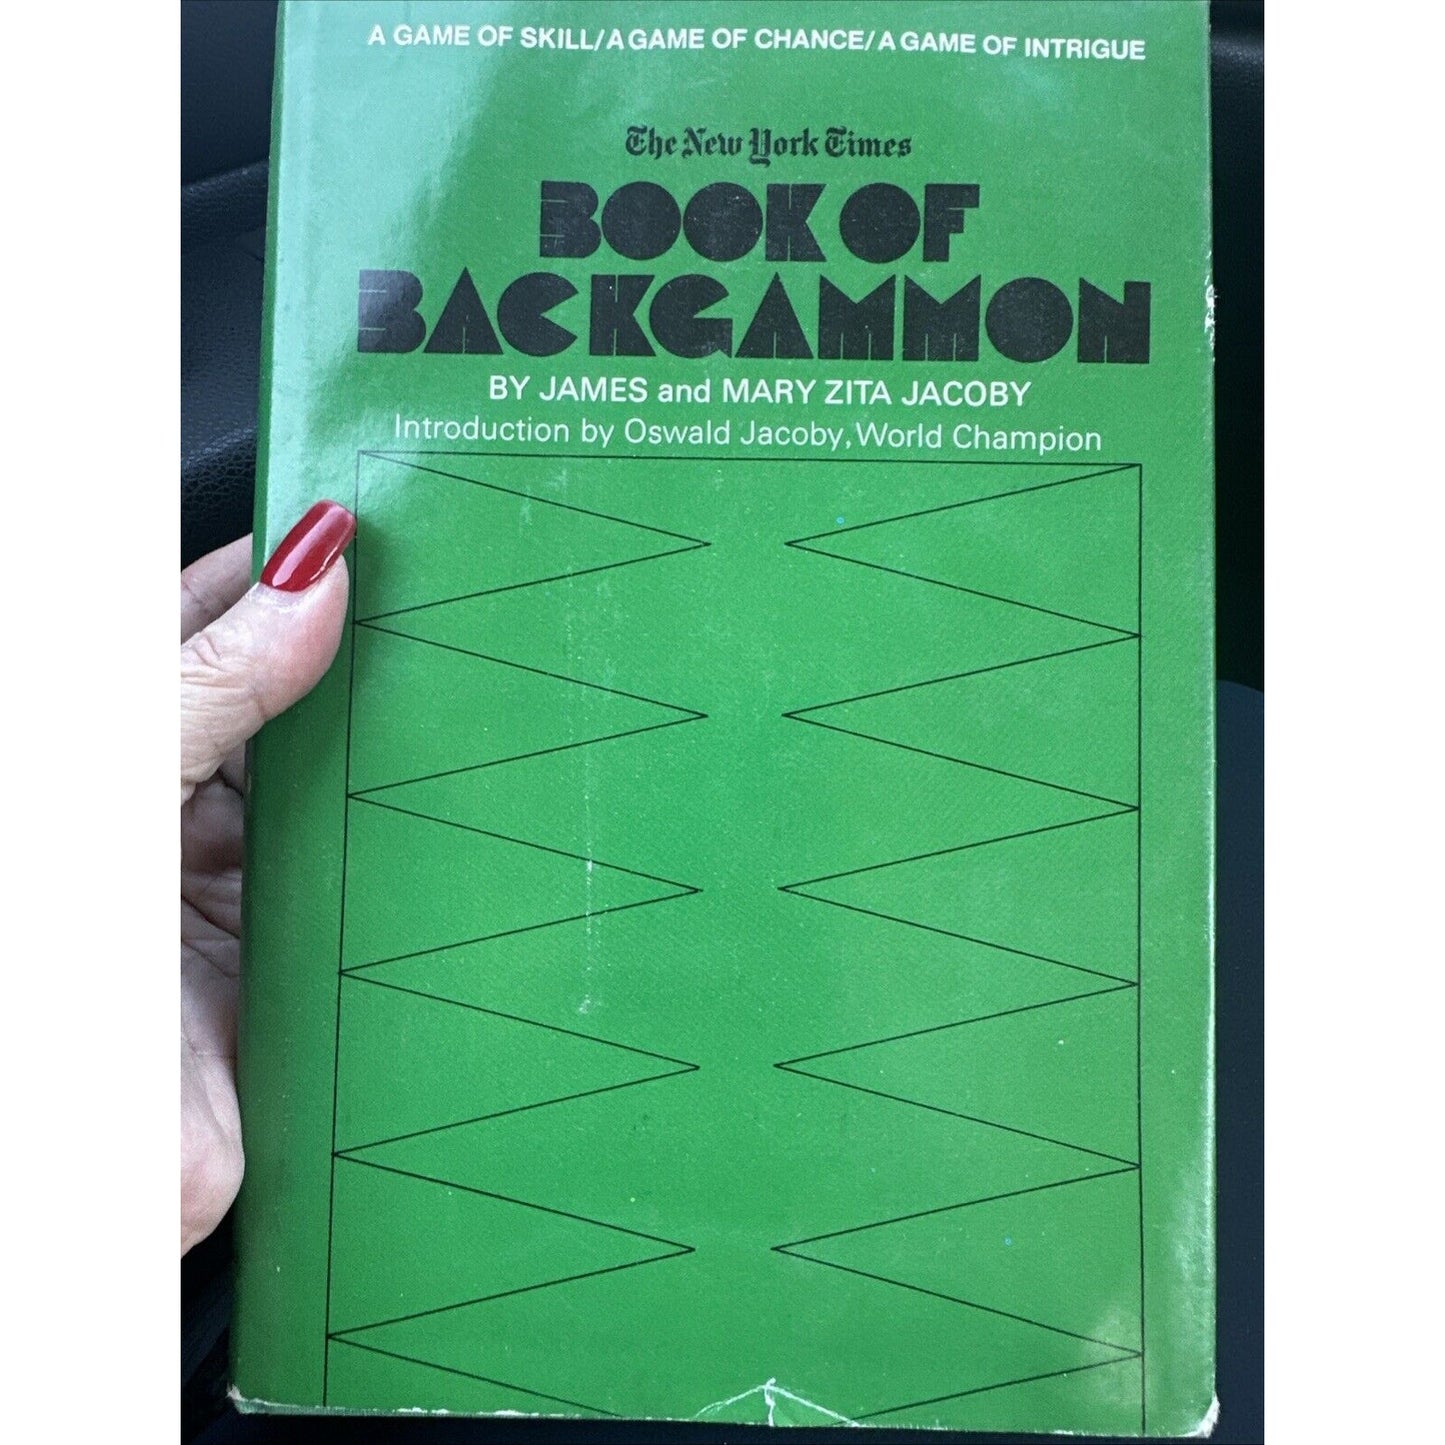 A GAME OF SKILL/A GAME OF CHANCE/A GAME OF INTRIGUE
The New York Times
BOOK OF
BACKGAMMON
BY JAMES and MARY ZITA JACOBY
Introduction by Oswald Jacoby, World Champion